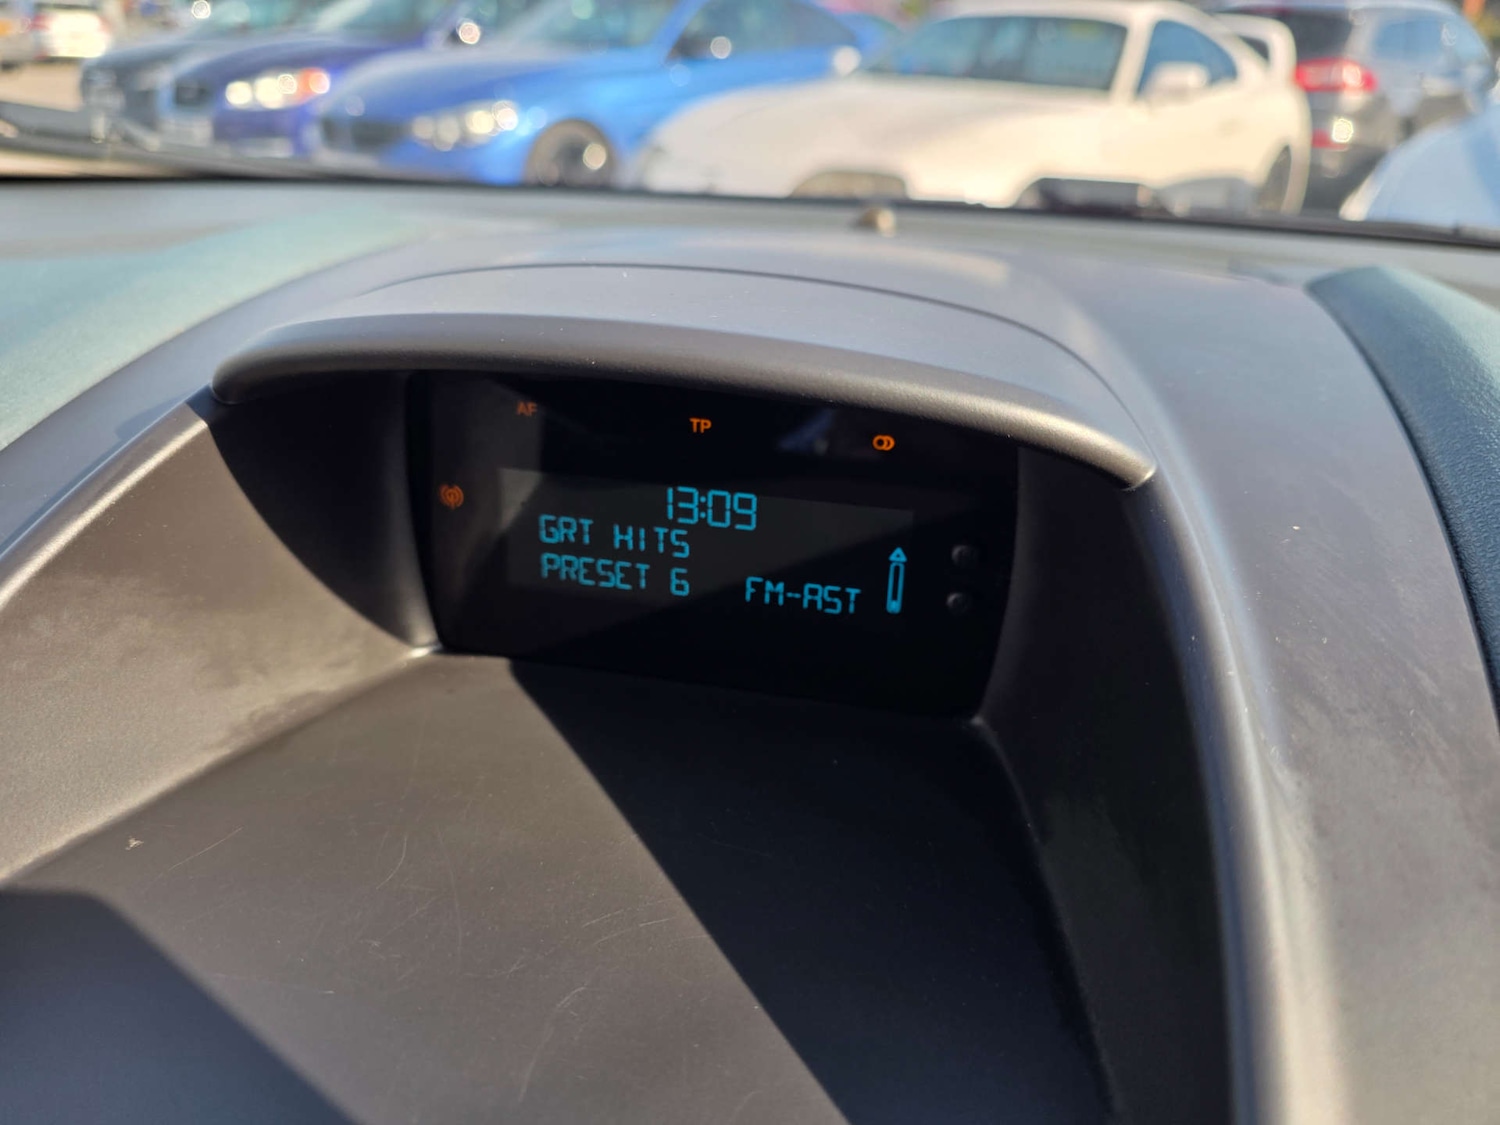 AF
TP
13:09
GRT HITS
PRESET 6 FM-AST